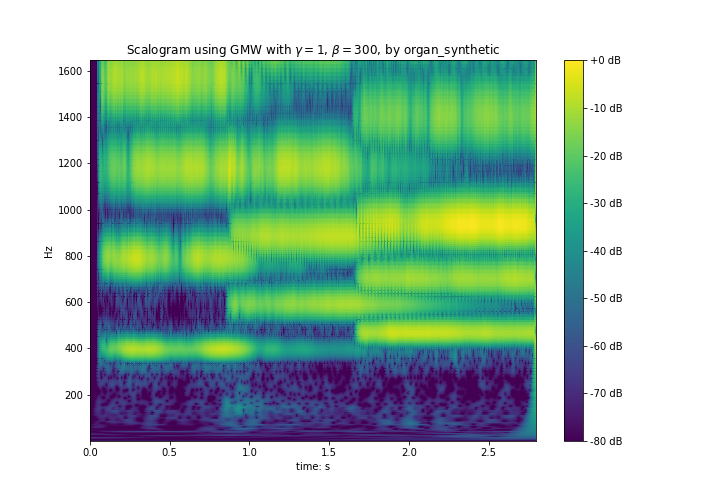 Scalogram using GMW with γ = 1, β = 300, by organ_synthetic
1600
1400
1200
1000
800
600
400
200
Hz
0.0
0.5
1.0
1.5
2.0
2.5
time: s
+0 dB
-10 dB
-20 dB
-30 dB
-40 dB
-50 dB
-60 dB
-70 dB
-80 dB